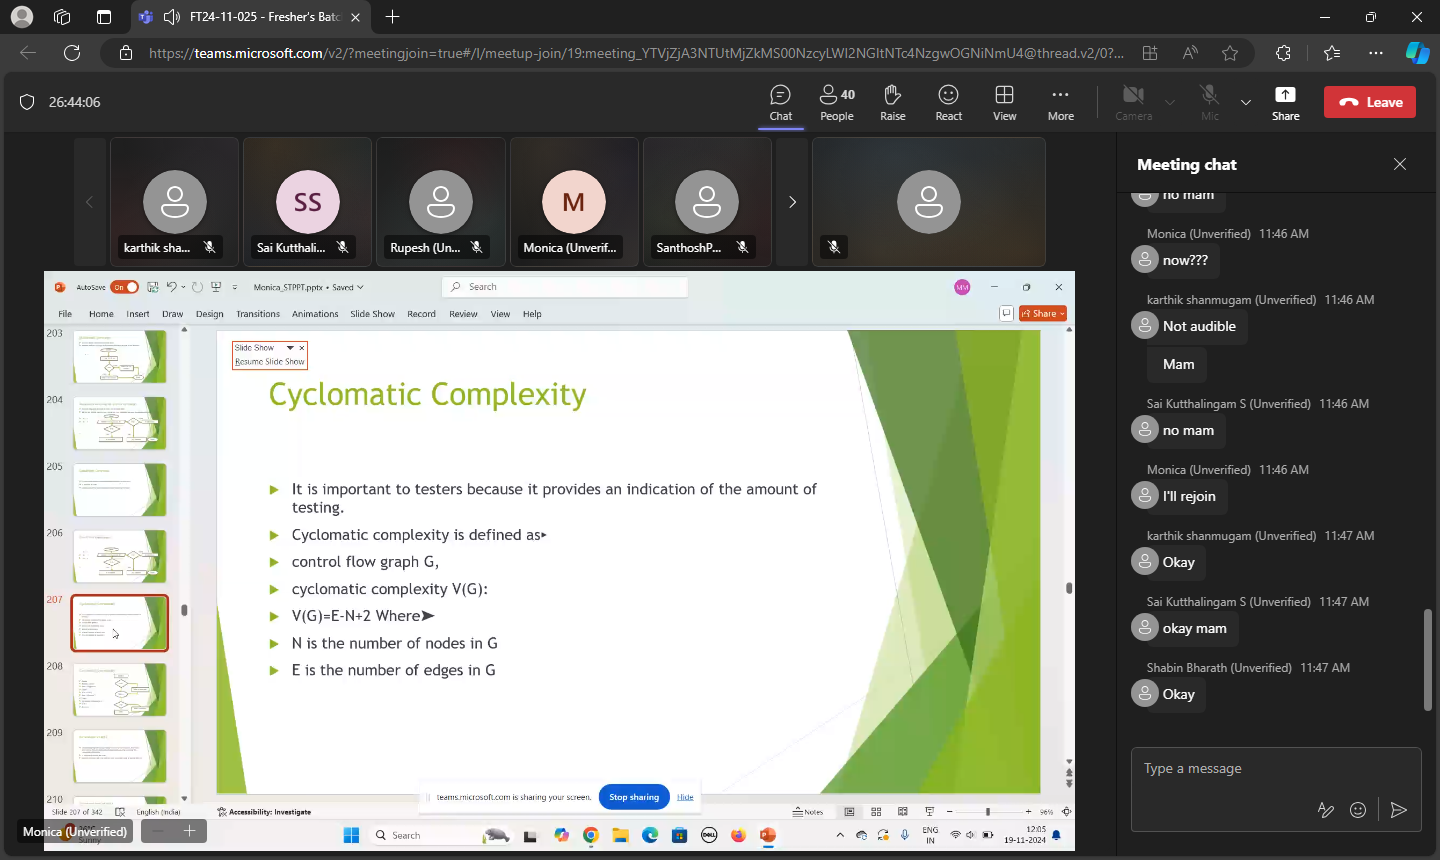 FT24-11-025 - Fresher's Batc
https://teams.microsoft.com/v2/?meetingjoin=true#/l/meetup-join/19:meeting_YTVjZjA3NTUtMjZkMS00NzcyLWI2NGItNTc4NzgwOGNiNmU4@thread.v2/0?...
26:44:06
Chat
40
People
Raise
React
View
More
Camera
Mic
Share
Leave
karthik sha...
SS
Sai Kutthali...
Rupesh (Un...
M
Monica (Unverif...
SanthoshP...
AutoSave On
Monica_STPPT.pptx • Saved
Search
MM
File Home Insert Draw Design Transitions Animations Slide Show Record Review View Help
Share
203
204
205
206
207
208
209
210
Slide Show
Resume Slide Show
Cyclomatic Complexity
It is important to testers because it provides an indication of the amount of
testing.
Cyclomatic complexity is defined as➤
control flow graph G,
cyclomatic complexity V(G):
V(G)=E-N+2 Where➤
N is the number of nodes in G
E is the number of edges in G
teams.microsoft.com is sharing your screen.
Stop sharing
Hide
Slide 207 of 342
English (India)
Accessibility: Investigate
Notes
96%
Monica (Unverified)
Sunny
Search
DELL
ENG
IN
12:05
19-11-2024
Meeting chat
no mam
Monica (Unverified) 11:46 AM
now???
karthik shanmugam (Unverified) 11:46 AM
Not audible
Mam
Sai Kutthalingam S (Unverified) 11:46 AM
no mam
Monica (Unverified) 11:46 AM
I'll rejoin
karthik shanmugam (Unverified) 11:47 AM
Okay
Sai Kutthalingam S (Unverified) 11:47 AM
okay mam
Shabin Bharath (Unverified) 11:47 AM
Okay
Type a message